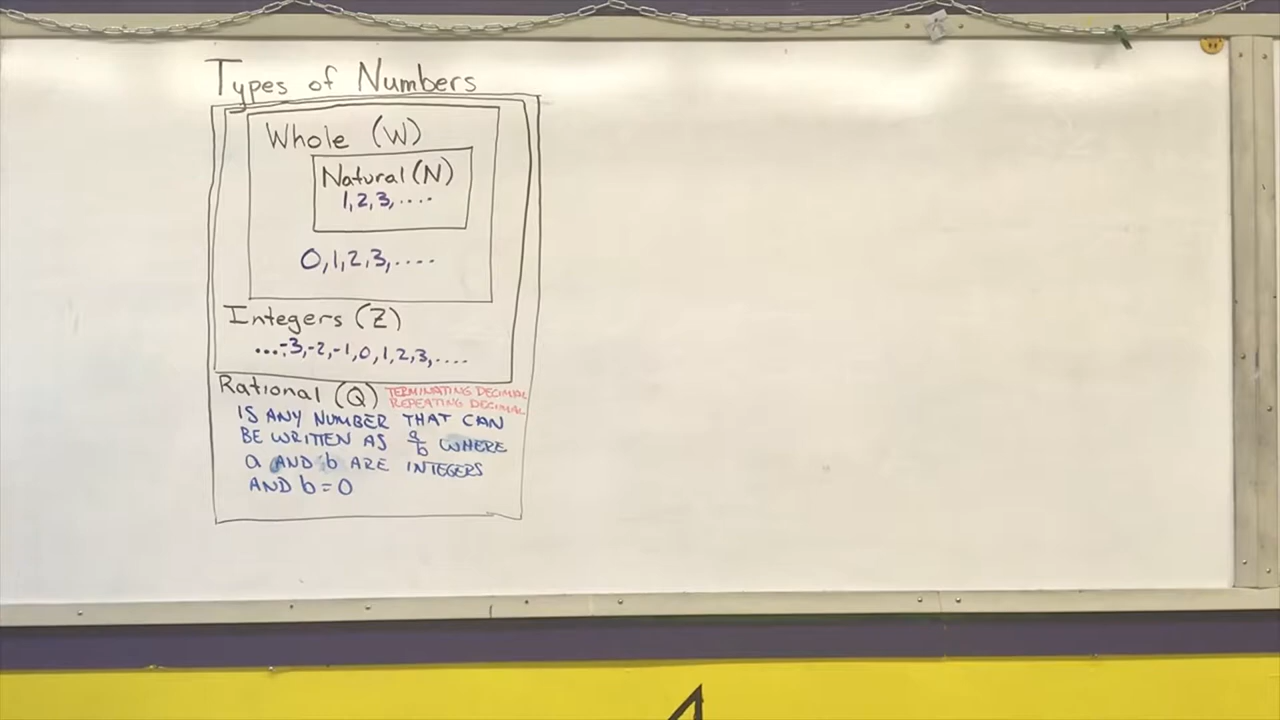 Types of Numbers
Whole (W)
Natural (N)
1, 2, 3, ....
0, 1, 2, 3, ....
Integers (Z)
...-3, -2, -1, 0, 1, 2, 3, ....
Rational (Q)
TERMINATING DECIMAL
REPEATING DECIMAL
IS ANY NUMBER THAT CAN
BE WRITTEN AS a/b WHERE
a AND b ARE INTEGERS
AND b = 0